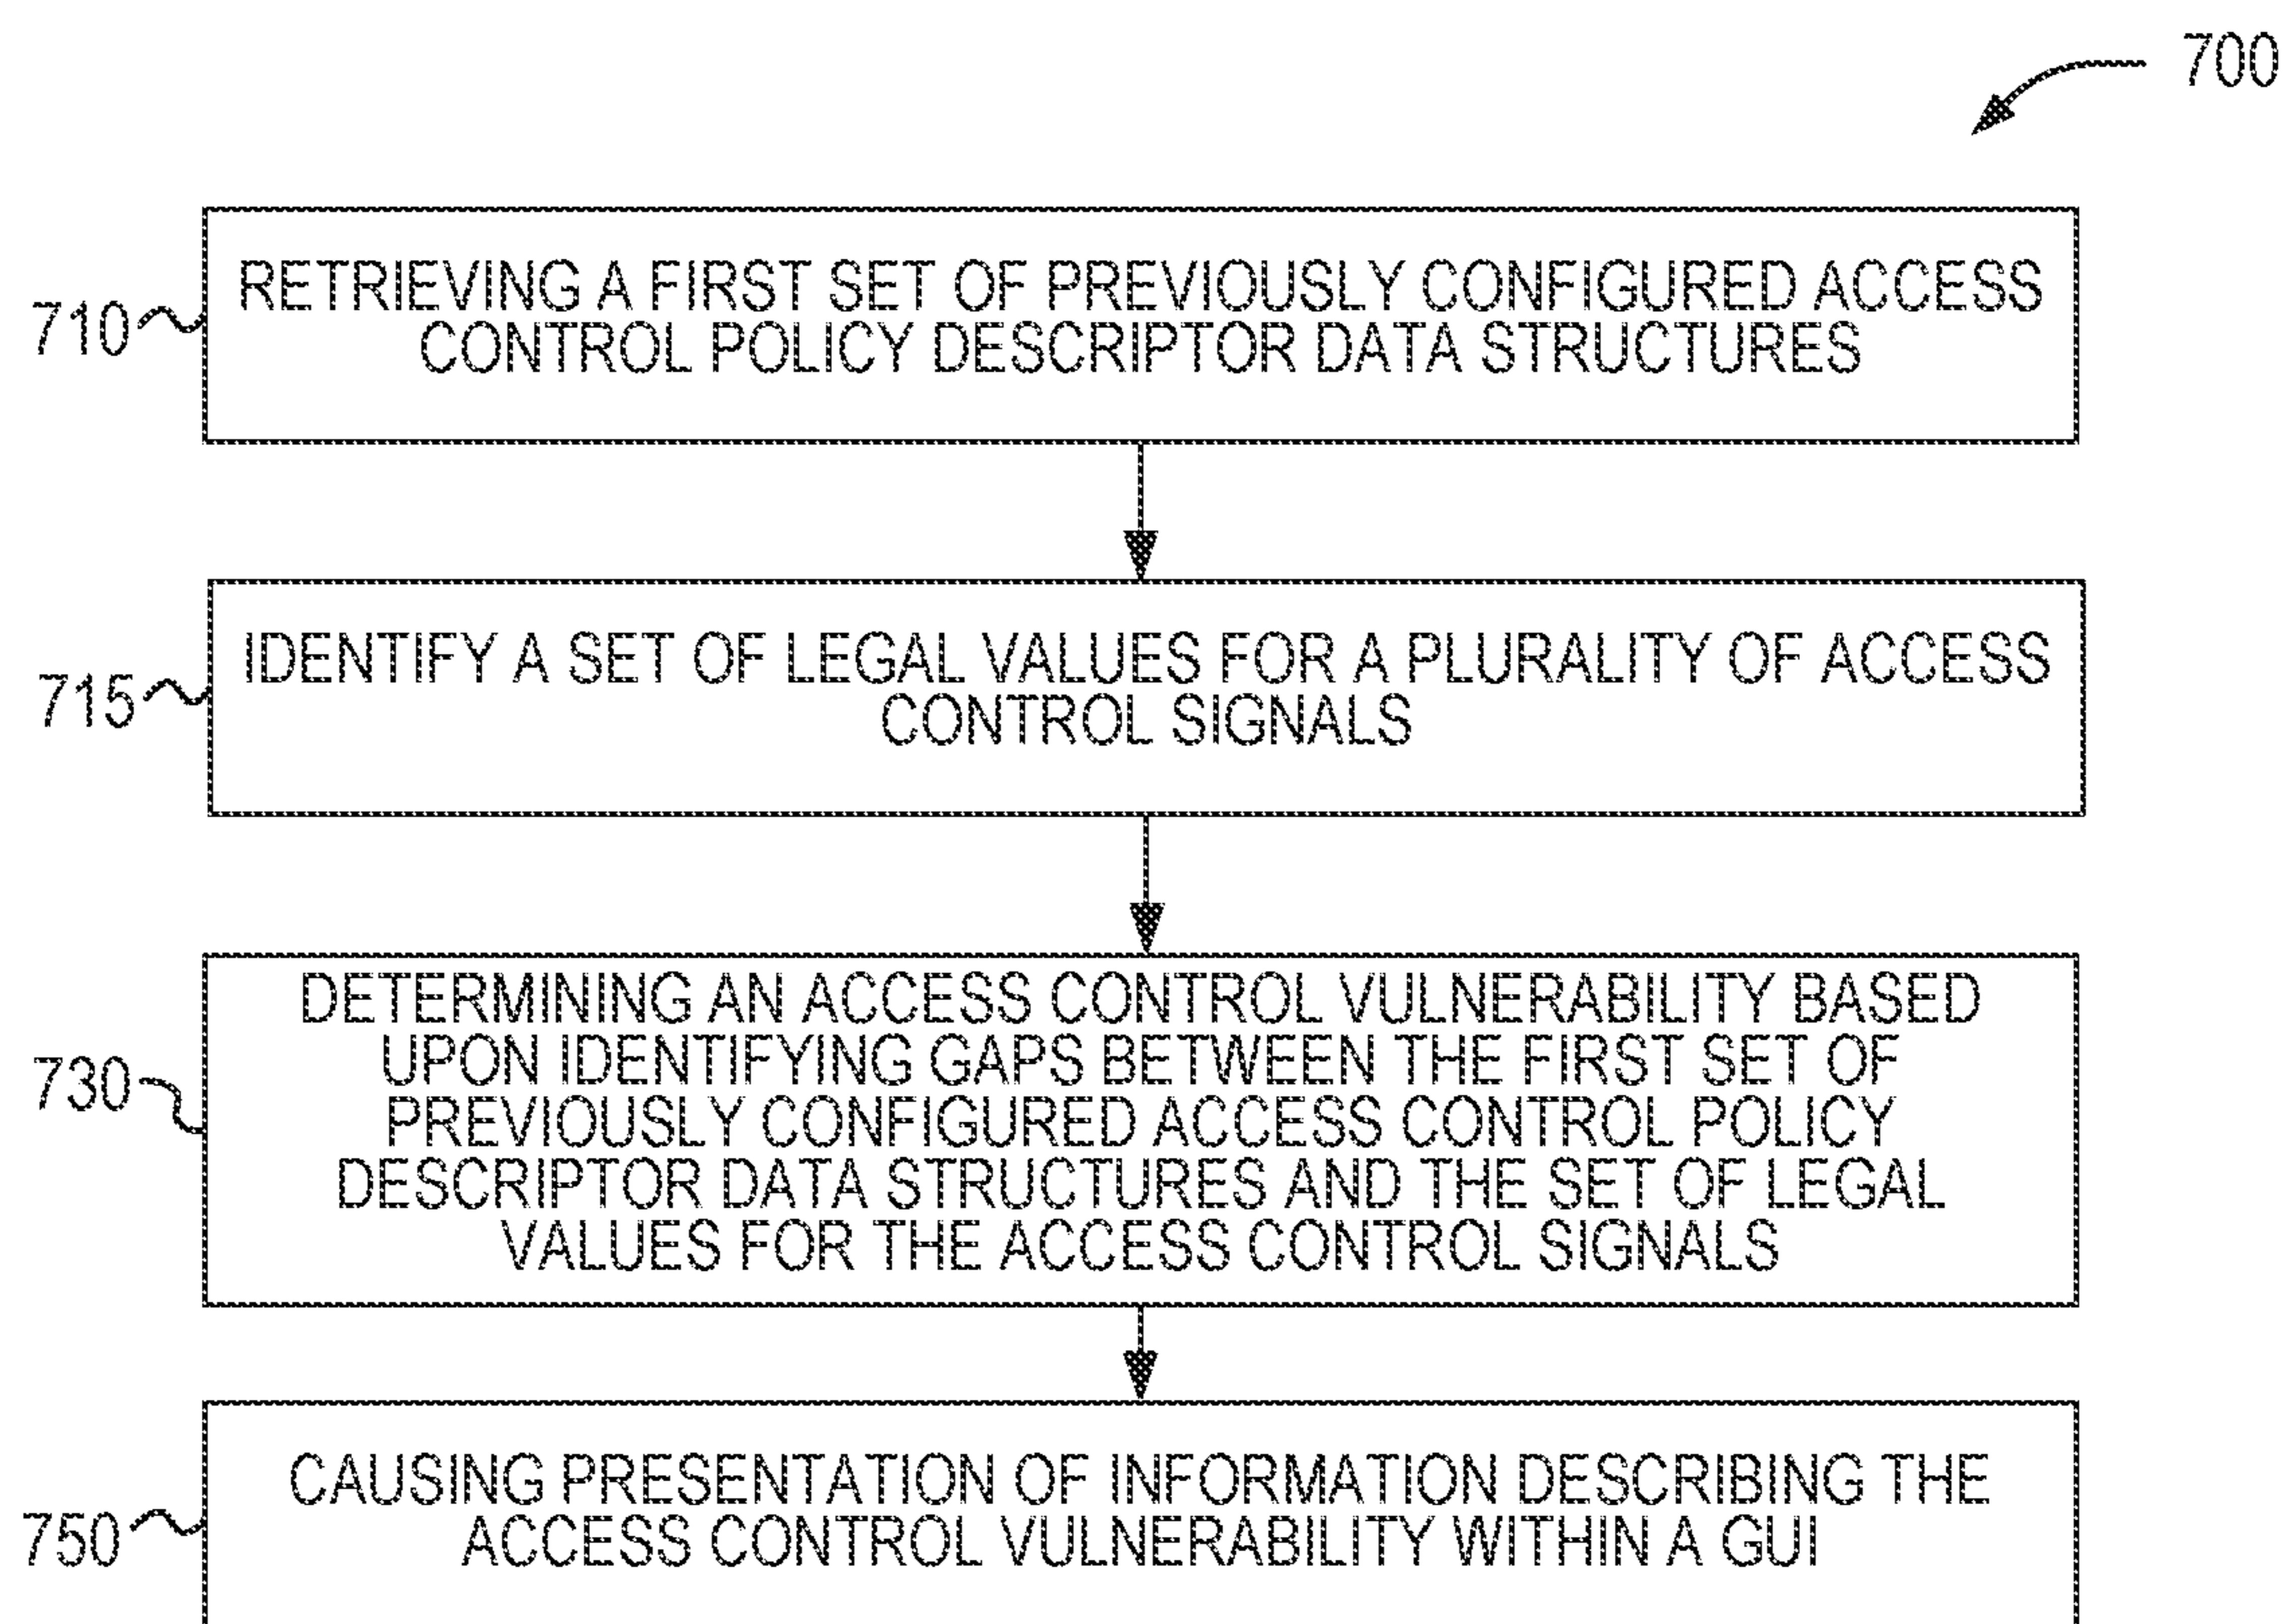 700
RETRIEVING A FIRST SET OF PREVIOUSLY CONFIGURED ACCESS
CONTROL POLICY DESCRIPTOR DATA STRUCTURES
710
IDENTIFY A SET OF LEGAL VALUES FOR A PLURALITY OF ACCESS
CONTROL SIGNALS
715
DETERMINING AN ACCESS CONTROL VULNERABILITY BASED
UPON IDENTIFYING GAPS BETWEEN THE FIRST SET OF
PREVIOUSLY CONFIGURED ACCESS CONTROL POLICY
DESCRIPTOR DATA STRUCTURES AND THE SET OF LEGAL
VALUES FOR THE ACCESS CONTROL SIGNALS
730
CAUSING PRESENTATION OF INFORMATION DESCRIBING THE
ACCESS CONTROL VULNERABILITY WITHIN A GUI
750